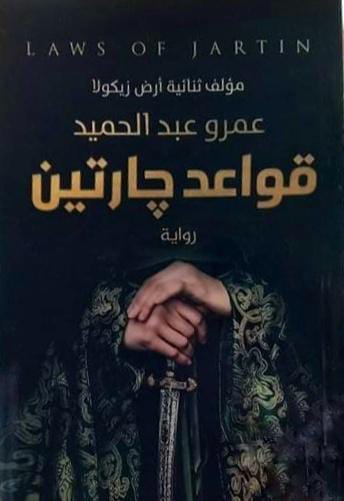 LAWS OF JARTIN
مؤلف ثنائية أرض زيكولا
عمرو عبد الحميد
قواعد چارتين
رواية